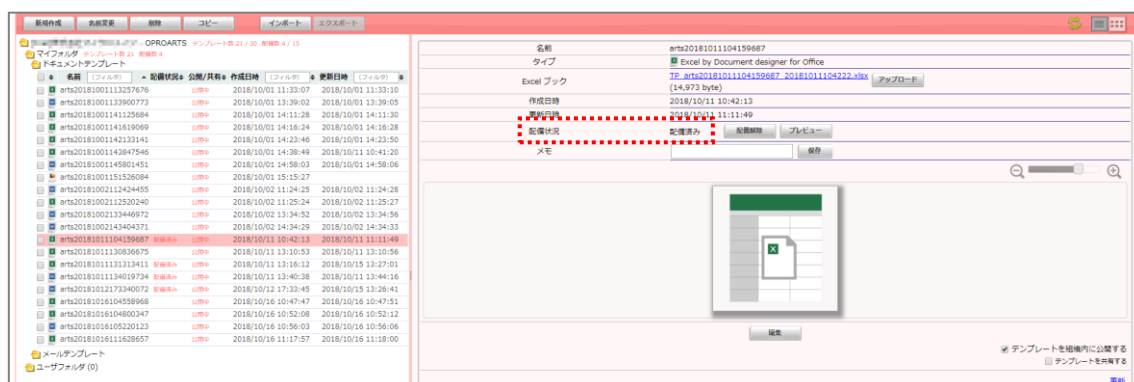 新規作成 名前変更 削除 コピー インポート エクスポート
- OPROARTS テンプレート数 21 / 30 配備数 4 / 15
マイフォルダ テンプレート数 21 配備数 4
ドキュメントテンプレート
名前 (フィルタ) 配備状況 公開/共有 作成日時 (フィルタ) 更新日時 (フィルタ)
arts20181001113257676 公開中 2018/10/01 11:33:07 2018/10/01 11:33:10
arts20181001133900773 公開中 2018/10/01 13:39:02 2018/10/01 13:39:05
arts20181001141125684 公開中 2018/10/01 14:11:28 2018/10/01 14:11:30
arts20181001141619069 公開中 2018/10/01 14:16:24 2018/10/01 14:16:28
arts20181001142133141 公開中 2018/10/01 14:23:46 2018/10/01 14:23:50
arts20181001143847546 公開中 2018/10/01 14:38:49 2018/10/11 10:41:20
arts20181001145801451 公開中 2018/10/01 14:58:03 2018/10/01 14:58:06
arts20181001151526084 公開中 2018/10/01 15:15:27
arts20181002112424455 公開中 2018/10/02 11:24:25 2018/10/02 11:24:28
arts20181002112520240 公開中 2018/10/02 11:25:24 2018/10/02 11:25:27
arts20181002133446972 公開中 2018/10/02 13:34:52 2018/10/02 13:34:56
arts20181002143404371 公開中 2018/10/02 14:34:29 2018/10/02 14:34:33
arts20181011104159687 配備済み 公開中 2018/10/11 10:42:13 2018/10/11 11:11:49
arts20181011130836675 公開中 2018/10/11 13:10:53 2018/10/11 13:10:56
arts20181011131313411 配備済み 公開中 2018/10/11 13:16:12 2018/10/15 13:27:01
arts20181011134019734 配備済み 公開中 2018/10/11 13:40:38 2018/10/11 13:44:16
arts20181012173340072 配備済み 公開中 2018/10/12 17:33:45 2018/10/15 13:26:41
arts20181016104558968 公開中 2018/10/16 10:47:47 2018/10/16 10:47:51
arts20181016104800347 公開中 2018/10/16 10:52:08 2018/10/16 10:52:12
arts20181016105220123 公開中 2018/10/16 10:56:03 2018/10/16 10:56:06
arts20181016111628657 公開中 2018/10/16 11:17:57 2018/10/16 11:18:00
メールテンプレート
ユーザフォルダ (0)
名前 arts20181011104159687
タイプ Excel by Document designer for Office
Excel ブック TP_arts20181011104159687_20181011104222.xlsx アップロード
(14,973 byte)
作成日時 2018/10/11 10:42:13
更新日時 2018/10/11 11:11:49
配備状況 配備済み 配備解除 プレビュー
メモ 保存
編集
テンプレートを組織内に公開する
テンプレートを共有する
更新